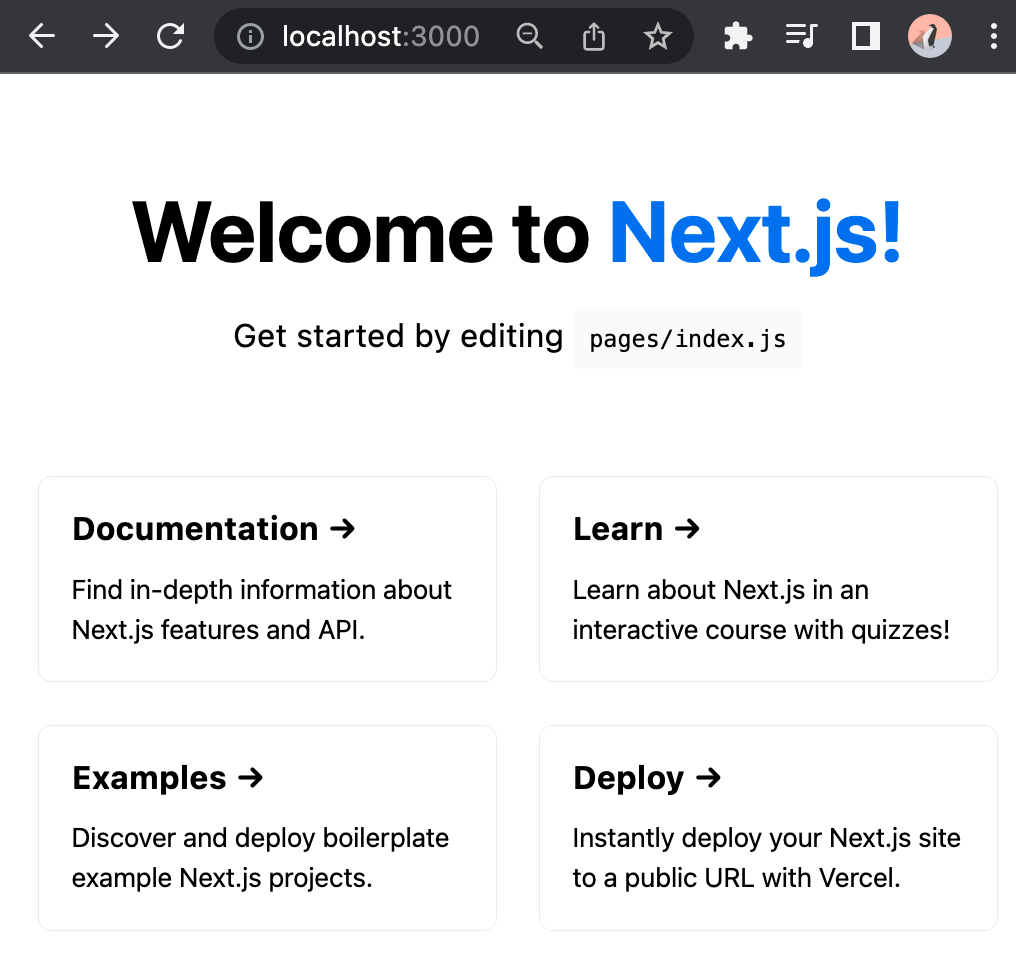 localhost:3000
Welcome to Next.js!
Get started by editing pages/index.js
Documentation →
Find in-depth information about
Next.js features and API.
Learn →
Learn about Next.js in an
interactive course with quizzes!
Examples →
Discover and deploy boilerplate
example Next.js projects.
Deploy →
Instantly deploy your Next.js site
to a public URL with Vercel.